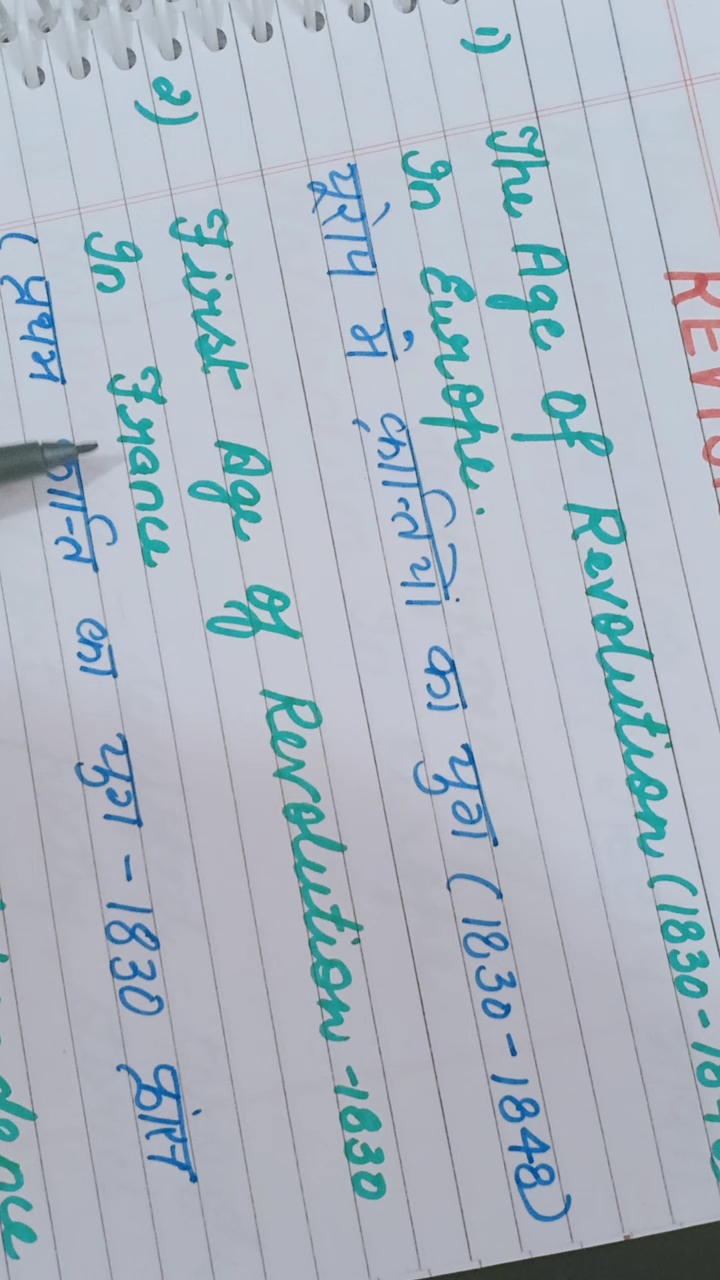 1) The Age Of Revolution (1830-18
In Europe.
यूरोप में क्रान्तियों का युग (1830-1848)
2) First Age Of Revolution -1830
In France
(प्रथम क्रान्ति का युग - 1830 फ्रांस